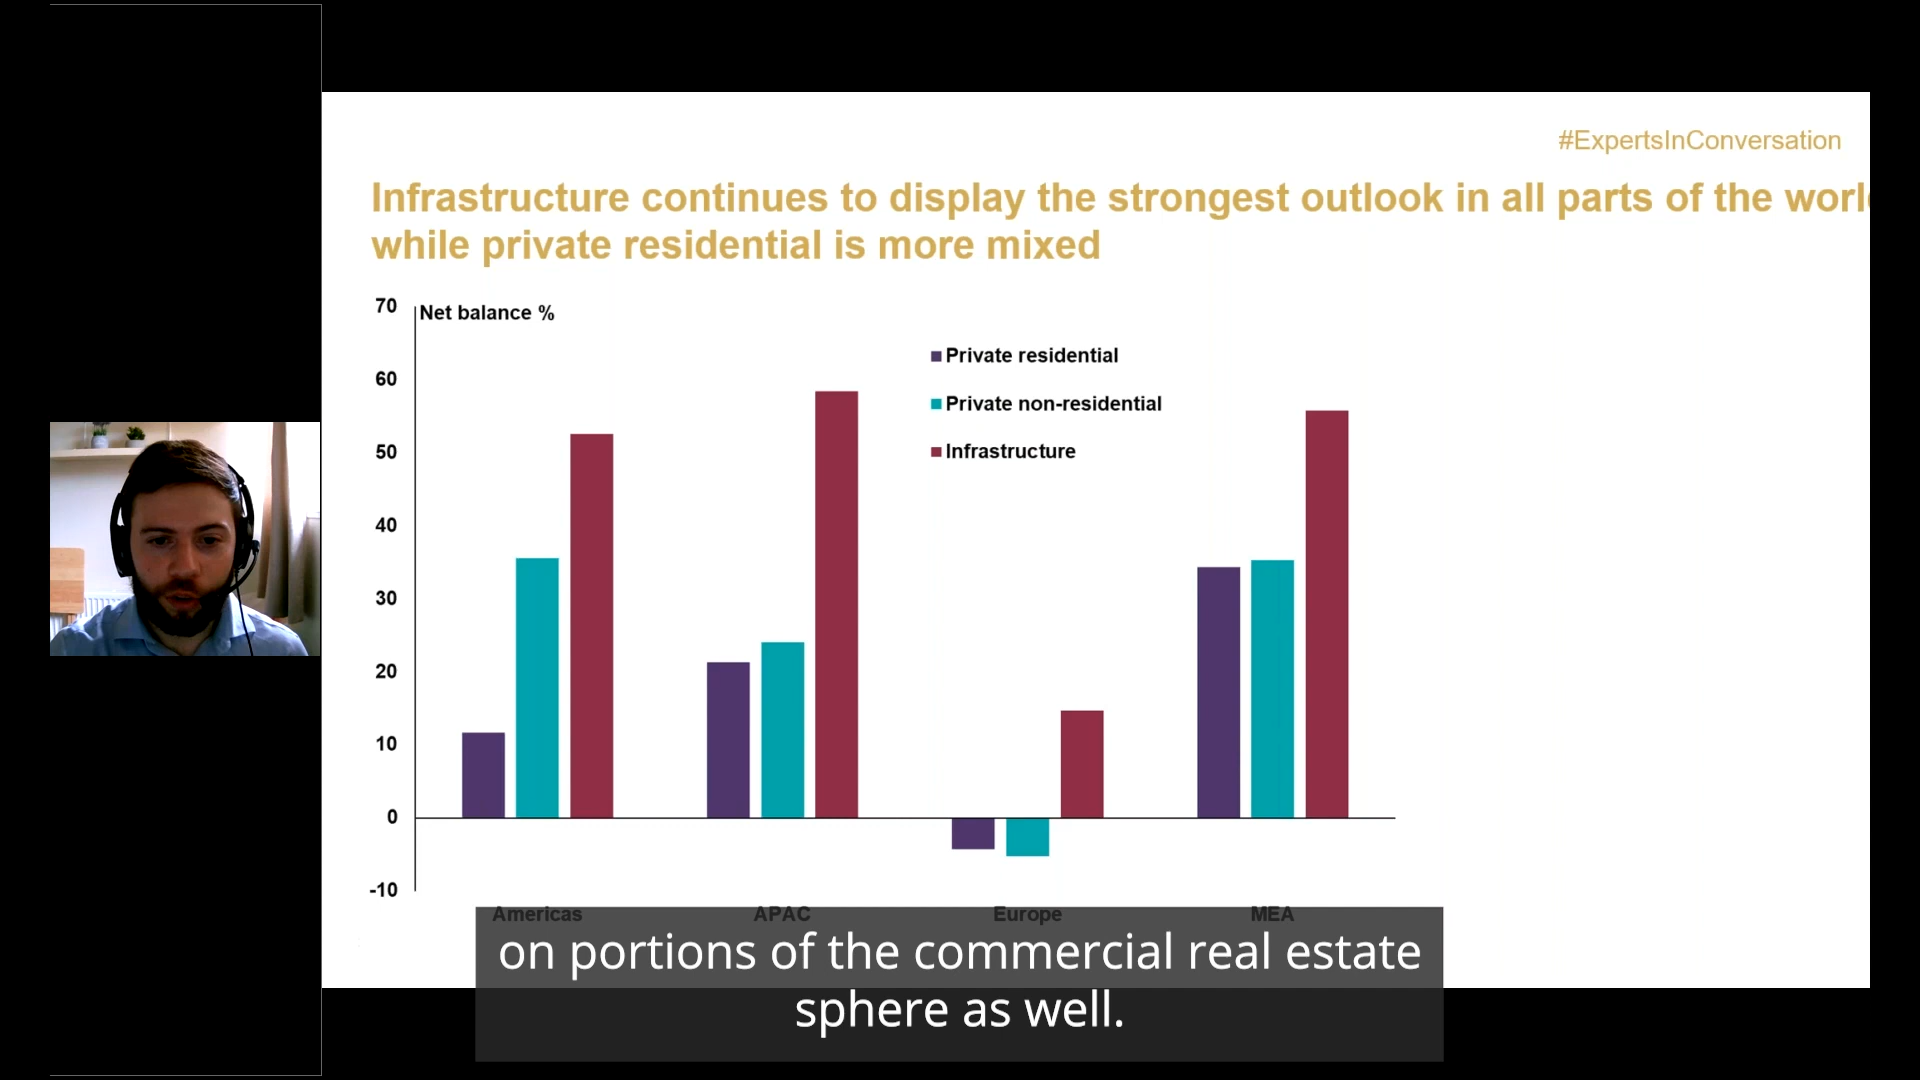 #ExpertsInConversation
Infrastructure continues to display the strongest outlook in all parts of the worl
while private residential is more mixed
Net balance %
70
60
50
40
30
20
10
0
-10
Private residential
Private non-residential
Infrastructure
Americas APAC Europe MEA
on portions of the commercial real estate
sphere as well.